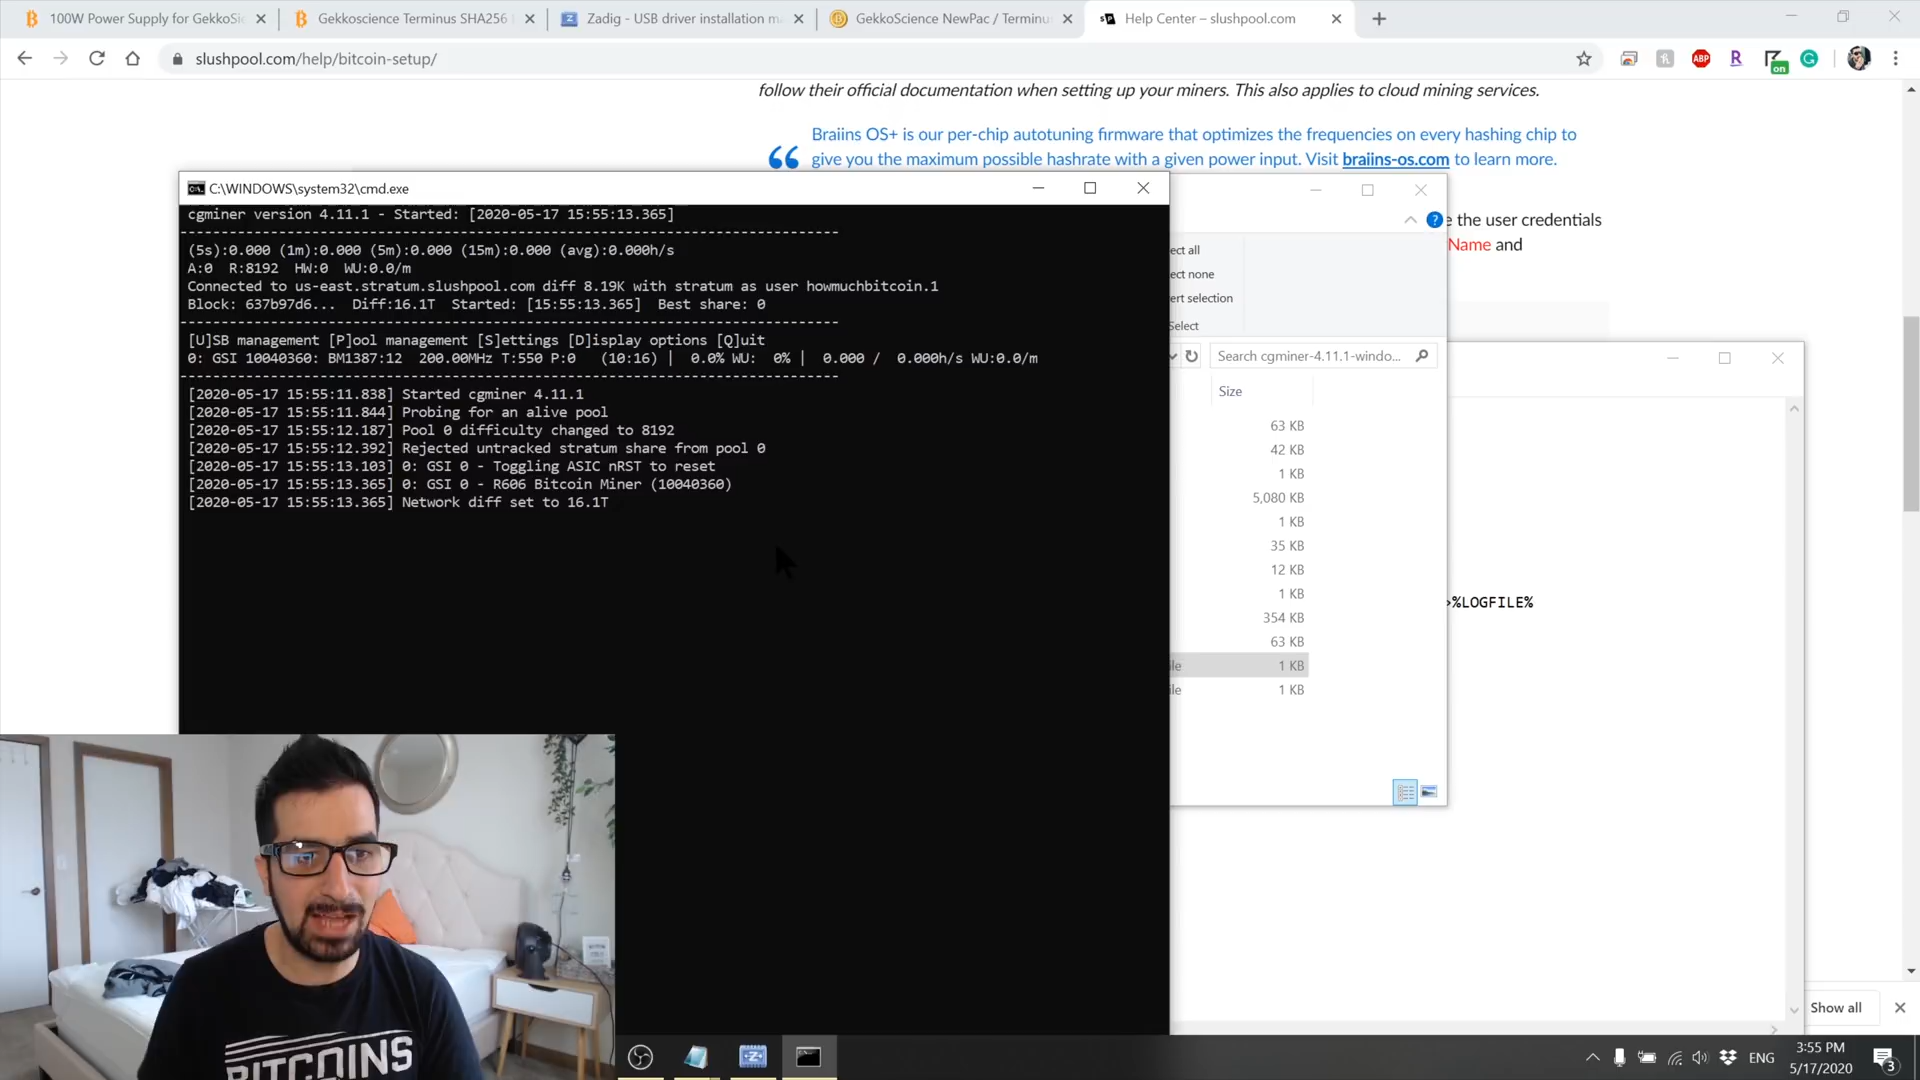 100W Power Supply for GekkoSci
Gekkoscience Terminus SHA256
Zadig - USB driver installation m
GekkoScience NewPac / Terminu
Help Center – slushpool.com
slushpool.com/help/bitcoin-setup/
ABP
R
on
follow their official documentation when setting up your miners. This also applies to cloud mining services.
Braiins OS+ is our per-chip autotuning firmware that optimizes the frequencies on every hashing chip to
give you the maximum possible hashrate with a given power input. Visit braiins-os.com to learn more.
C:\WINDOWS\system32\cmd.exe
cgminer version 4.11.1 - Started: [2020-05-17 15:55:13.365]
--------------------------------------------------------------------------------
(5s):0.000 (1m):0.000 (5m):0.000 (15m):0.000 (avg):0.000h/s
A:0 R:8192 HW:0 WU:0.0/m
Connected to us-east.stratum.slushpool.com diff 8.19K with stratum as user howmuchbitcoin.1
Block: 637b97d6... Diff:16.1T Started: [15:55:13.365] Best share: 0
--------------------------------------------------------------------------------
[U]SB management [P]ool management [S]ettings [D]isplay options [Q]uit
0: GSI 10040360: BM1387:12 200.00MHz T:550 P:0 (10:16) | 0.0% WU: 0% | 0.000 / 0.000h/s WU:0.0/m
--------------------------------------------------------------------------------
[2020-05-17 15:55:11.838] Started cgminer 4.11.1
[2020-05-17 15:55:11.844] Probing for an alive pool
[2020-05-17 15:55:12.187] Pool 0 difficulty changed to 8192
[2020-05-17 15:55:12.392] Rejected untracked stratum share from pool 0
[2020-05-17 15:55:13.103] 0: GSI 0 - Toggling ASIC nRST to reset
[2020-05-17 15:55:13.365] 0: GSI 0 - R606 Bitcoin Miner (10040360)
[2020-05-17 15:55:13.365] Network diff set to 16.1T
e the user credentials
Name and
ect all
ect none
ert selection
Select
Search cgminer-4.11.1-windo...
Size
63 KB
42 KB
1 KB
5,080 KB
1 KB
35 KB
12 KB
1 KB
354 KB
63 KB
ile 1 KB
ile 1 KB
>%LOGFILE%
Show all
BITCOINS
ENG
3:55 PM
5/17/2020
3